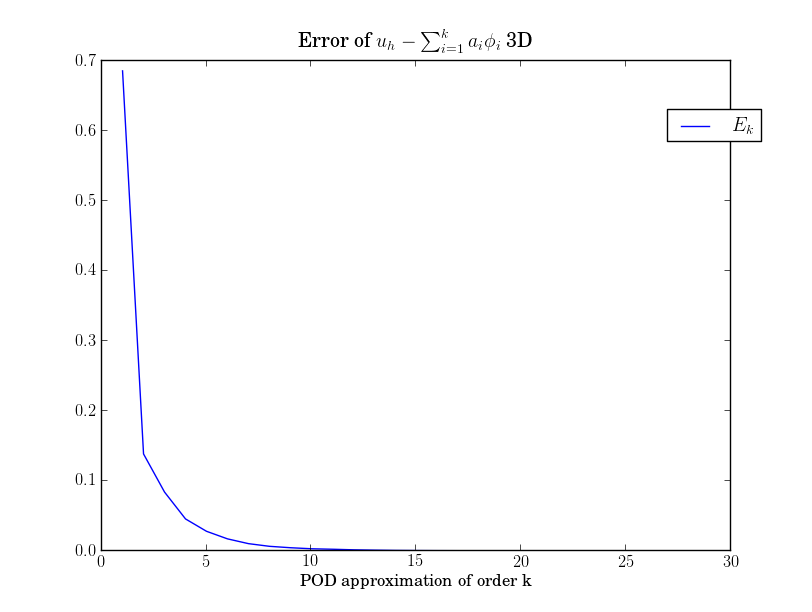 Error of $u_h - \sum_{i=1}^{k} a_i \phi_i$ 3D
0.7
0.6
0.5
0.4
0.3
0.2
0.1
0.0
E_k
0 5 10 15 20 25 30
POD approximation of order k